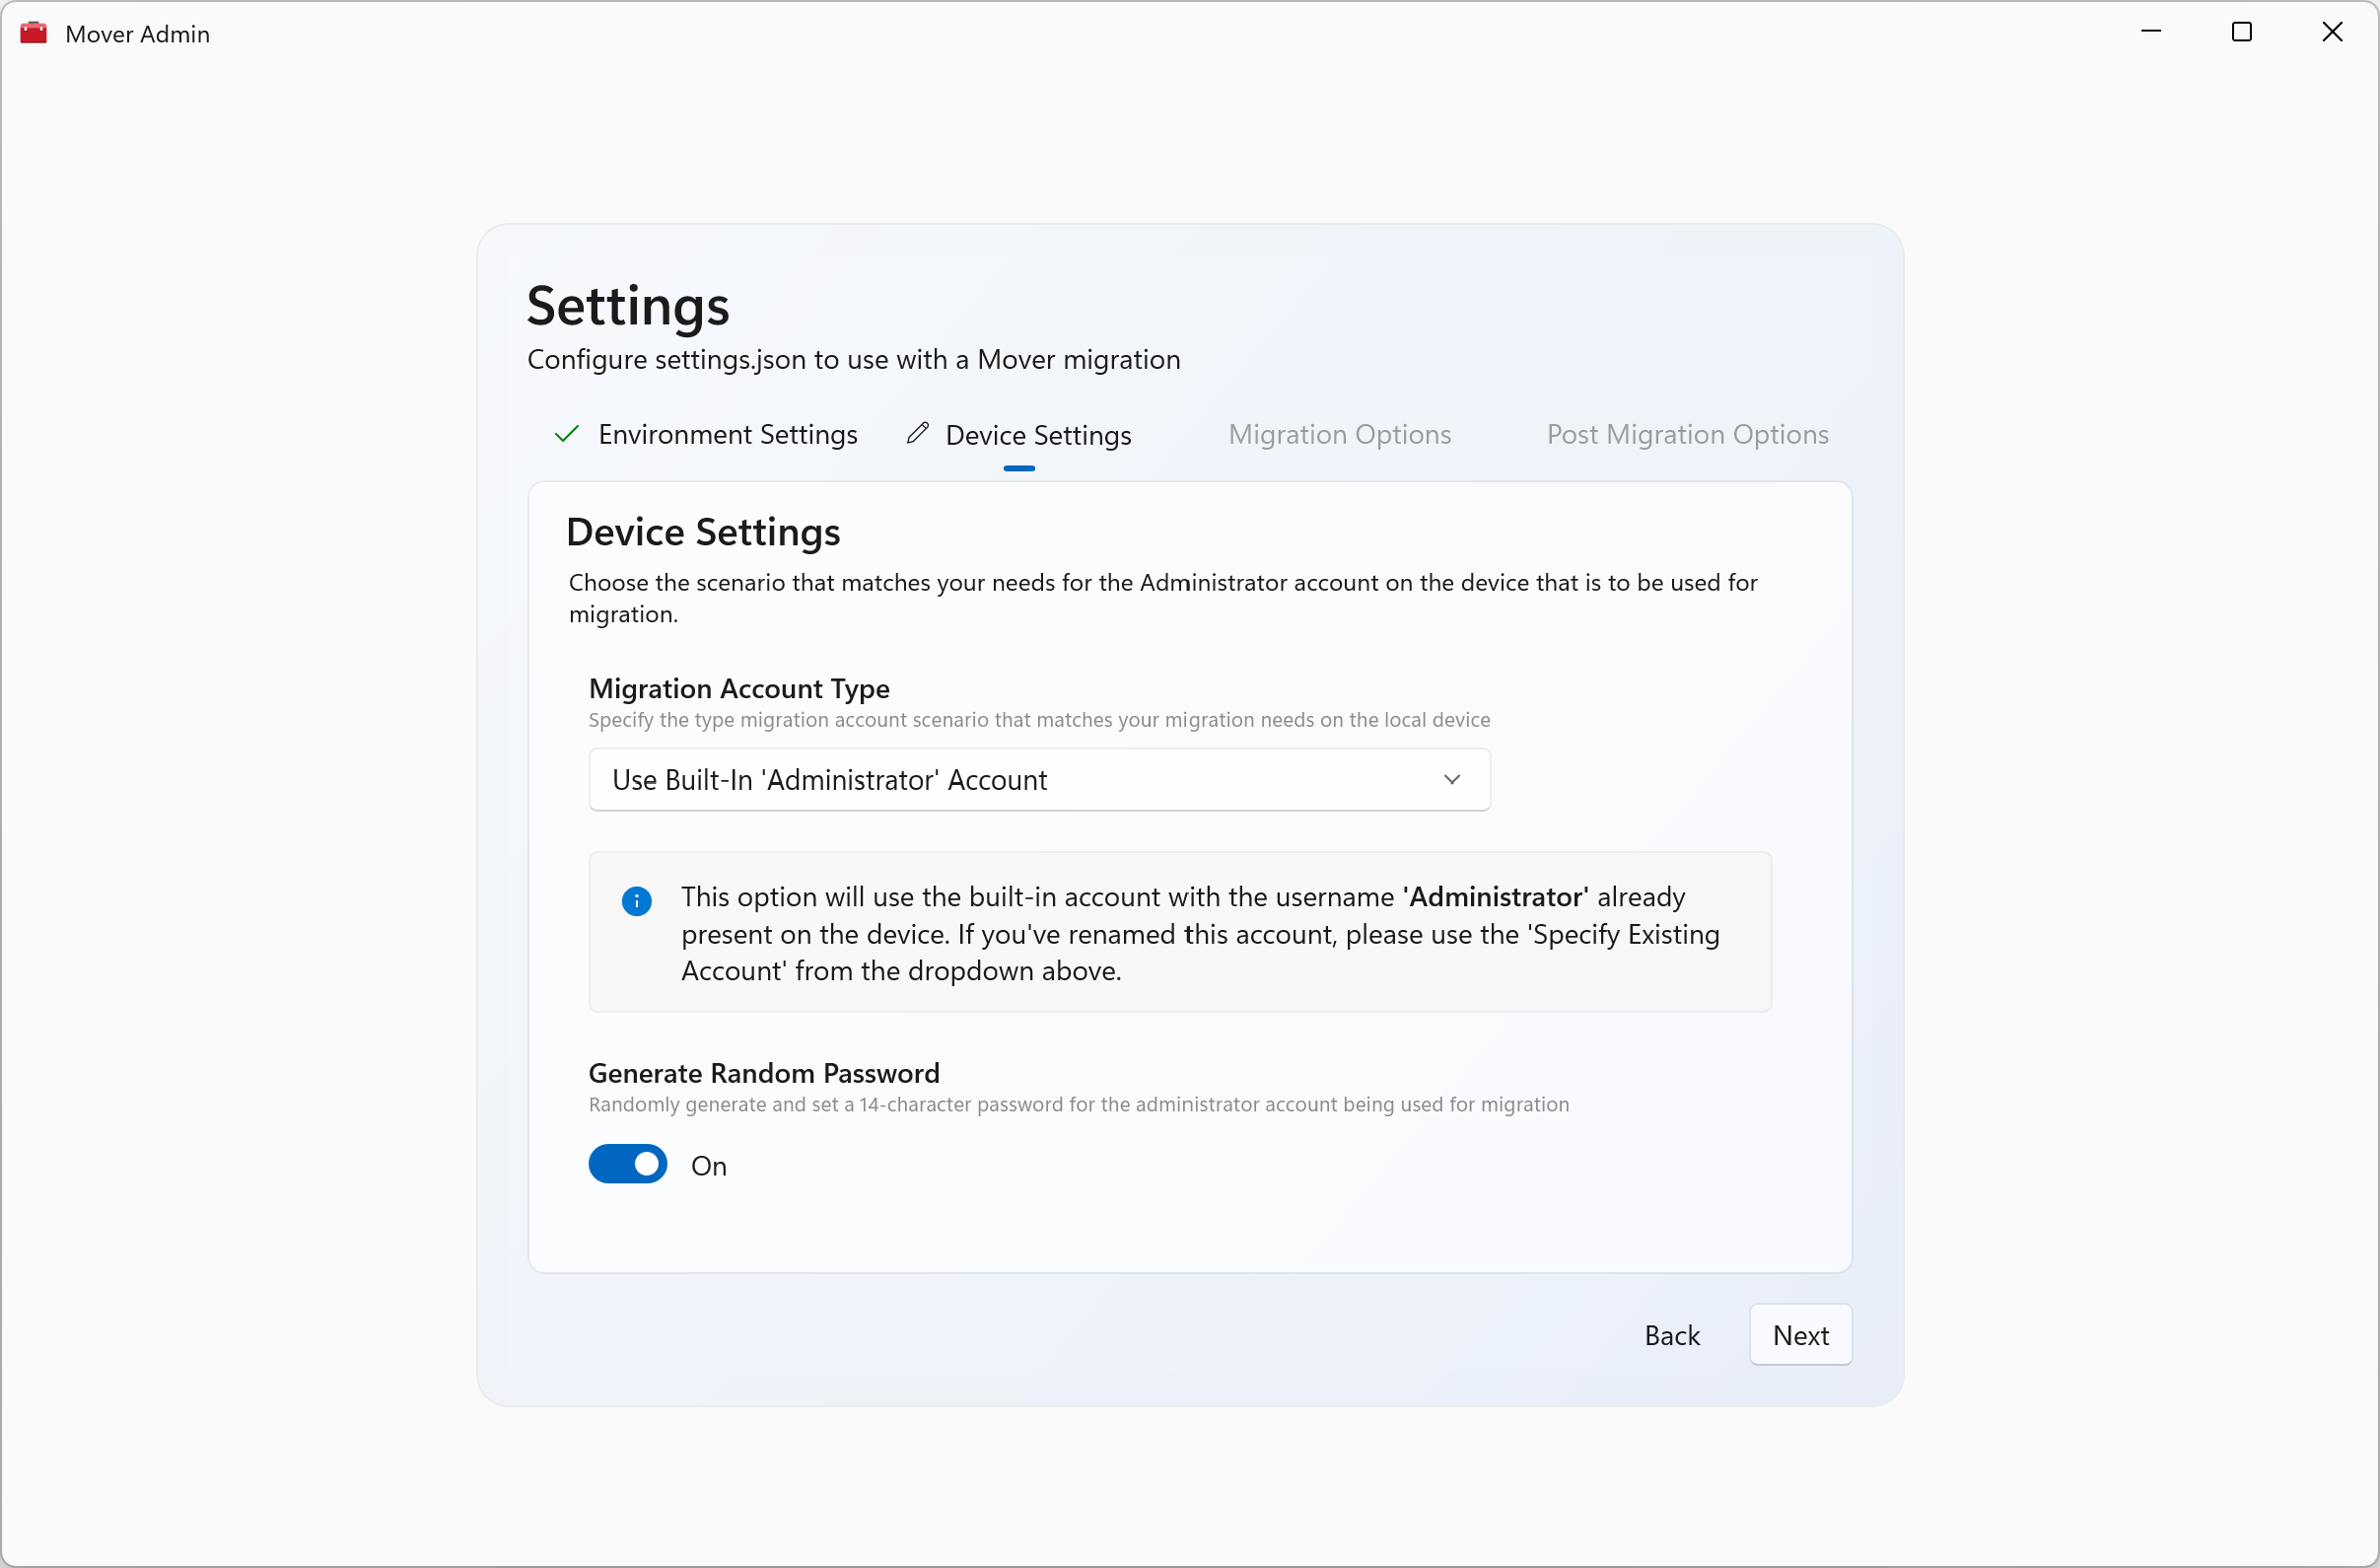 Mover Admin
Settings
Configure settings.json to use with a Mover migration
Environment Settings
Device Settings
Migration Options
Post Migration Options
Device Settings
Choose the scenario that matches your needs for the Administrator account on the device that is to be used for
migration.
Migration Account Type
Specify the type migration account scenario that matches your migration needs on the local device
Use Built-In 'Administrator' Account
This option will use the built-in account with the username 'Administrator' already
present on the device. If you've renamed this account, please use the 'Specify Existing
Account' from the dropdown above.
Generate Random Password
Randomly generate and set a 14-character password for the administrator account being used for migration
On
Back
Next